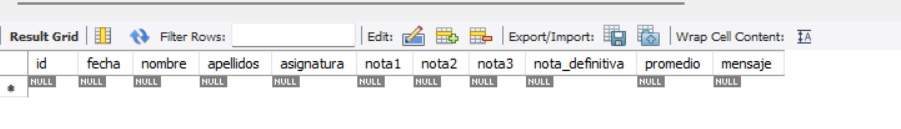 Result Grid Filter Rows: Edit: Export/Import: Wrap Cell Content: IA
id fecha nombre apellidos asignatura nota1 nota2 nota3 nota_definitiva promedio mensaje
NULL NULL NULL NULL NULL NULL NULL NULL NULL NULL NULL